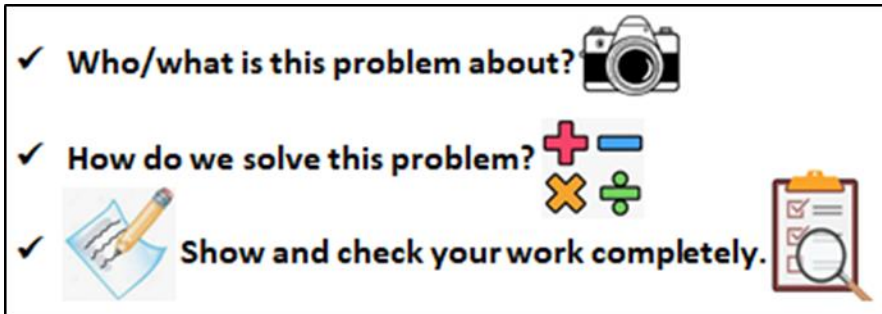 ✓ Who/what is this problem about?
✓ How do we solve this problem?
✓ Show and check your work completely.